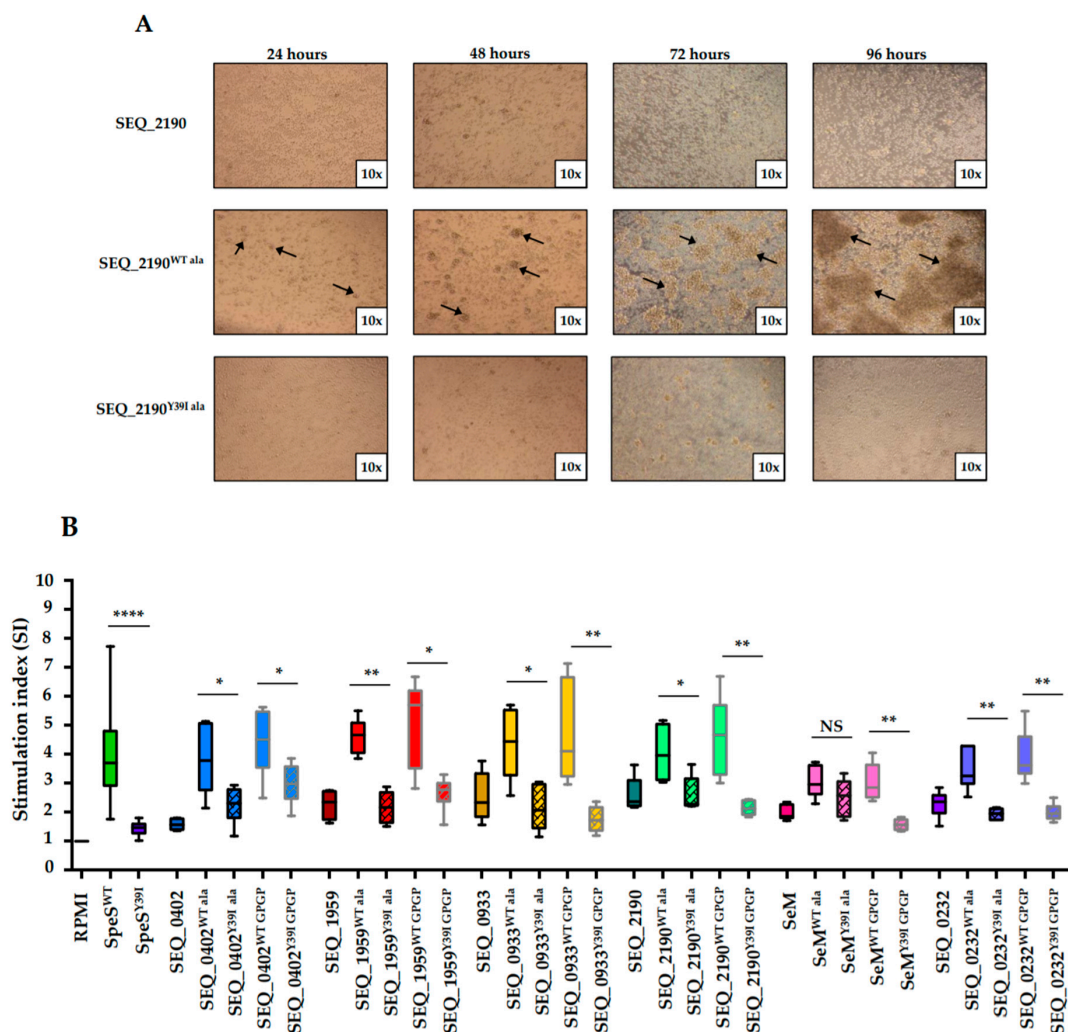 A
24 hours 48 hours 72 hours 96 hours
SEQ_2190
10x 10x 10x 10x
SEQ_2190WT ala
10x 10x 10x 10x
SEQ_2190Y39I ala
10x 10x 10x 10x
B
Stimulation index (SI)
10
9
8
7
6
5
4
3
2
1
0
****
*
*
**
*
*
**
*
**
NS
**
**
**
RPMI
SpeSWT
SpeSY39I
SEQ_0402
SEQ_0402WT ala
SEQ_0402Y39I ala
SEQ_0402WT GPGP
SEQ_0402Y39I GPGP
SEQ_1959
SEQ_1959WT ala
SEQ_1959Y39I ala
SEQ_1959WT GPGP
SEQ_1959Y39I GPGP
SEQ_0933
SEQ_0933WT ala
SEQ_0933Y39I ala
SEQ_0933WT GPGP
SEQ_0933Y39I GPGP
SEQ_2190
SEQ_2190WT ala
SEQ_2190Y39I ala
SEQ_2190WT GPGP
SEQ_2190Y39I GPGP
SeM
SeMWT ala
SeMY39I ala
SeMWT GPGP
SeMY39I GPGP
SEQ_0232
SEQ_0232WT ala
SEQ_0232Y39I ala
SEQ_0232WT GPGP
SEQ_0232Y39I GPGP